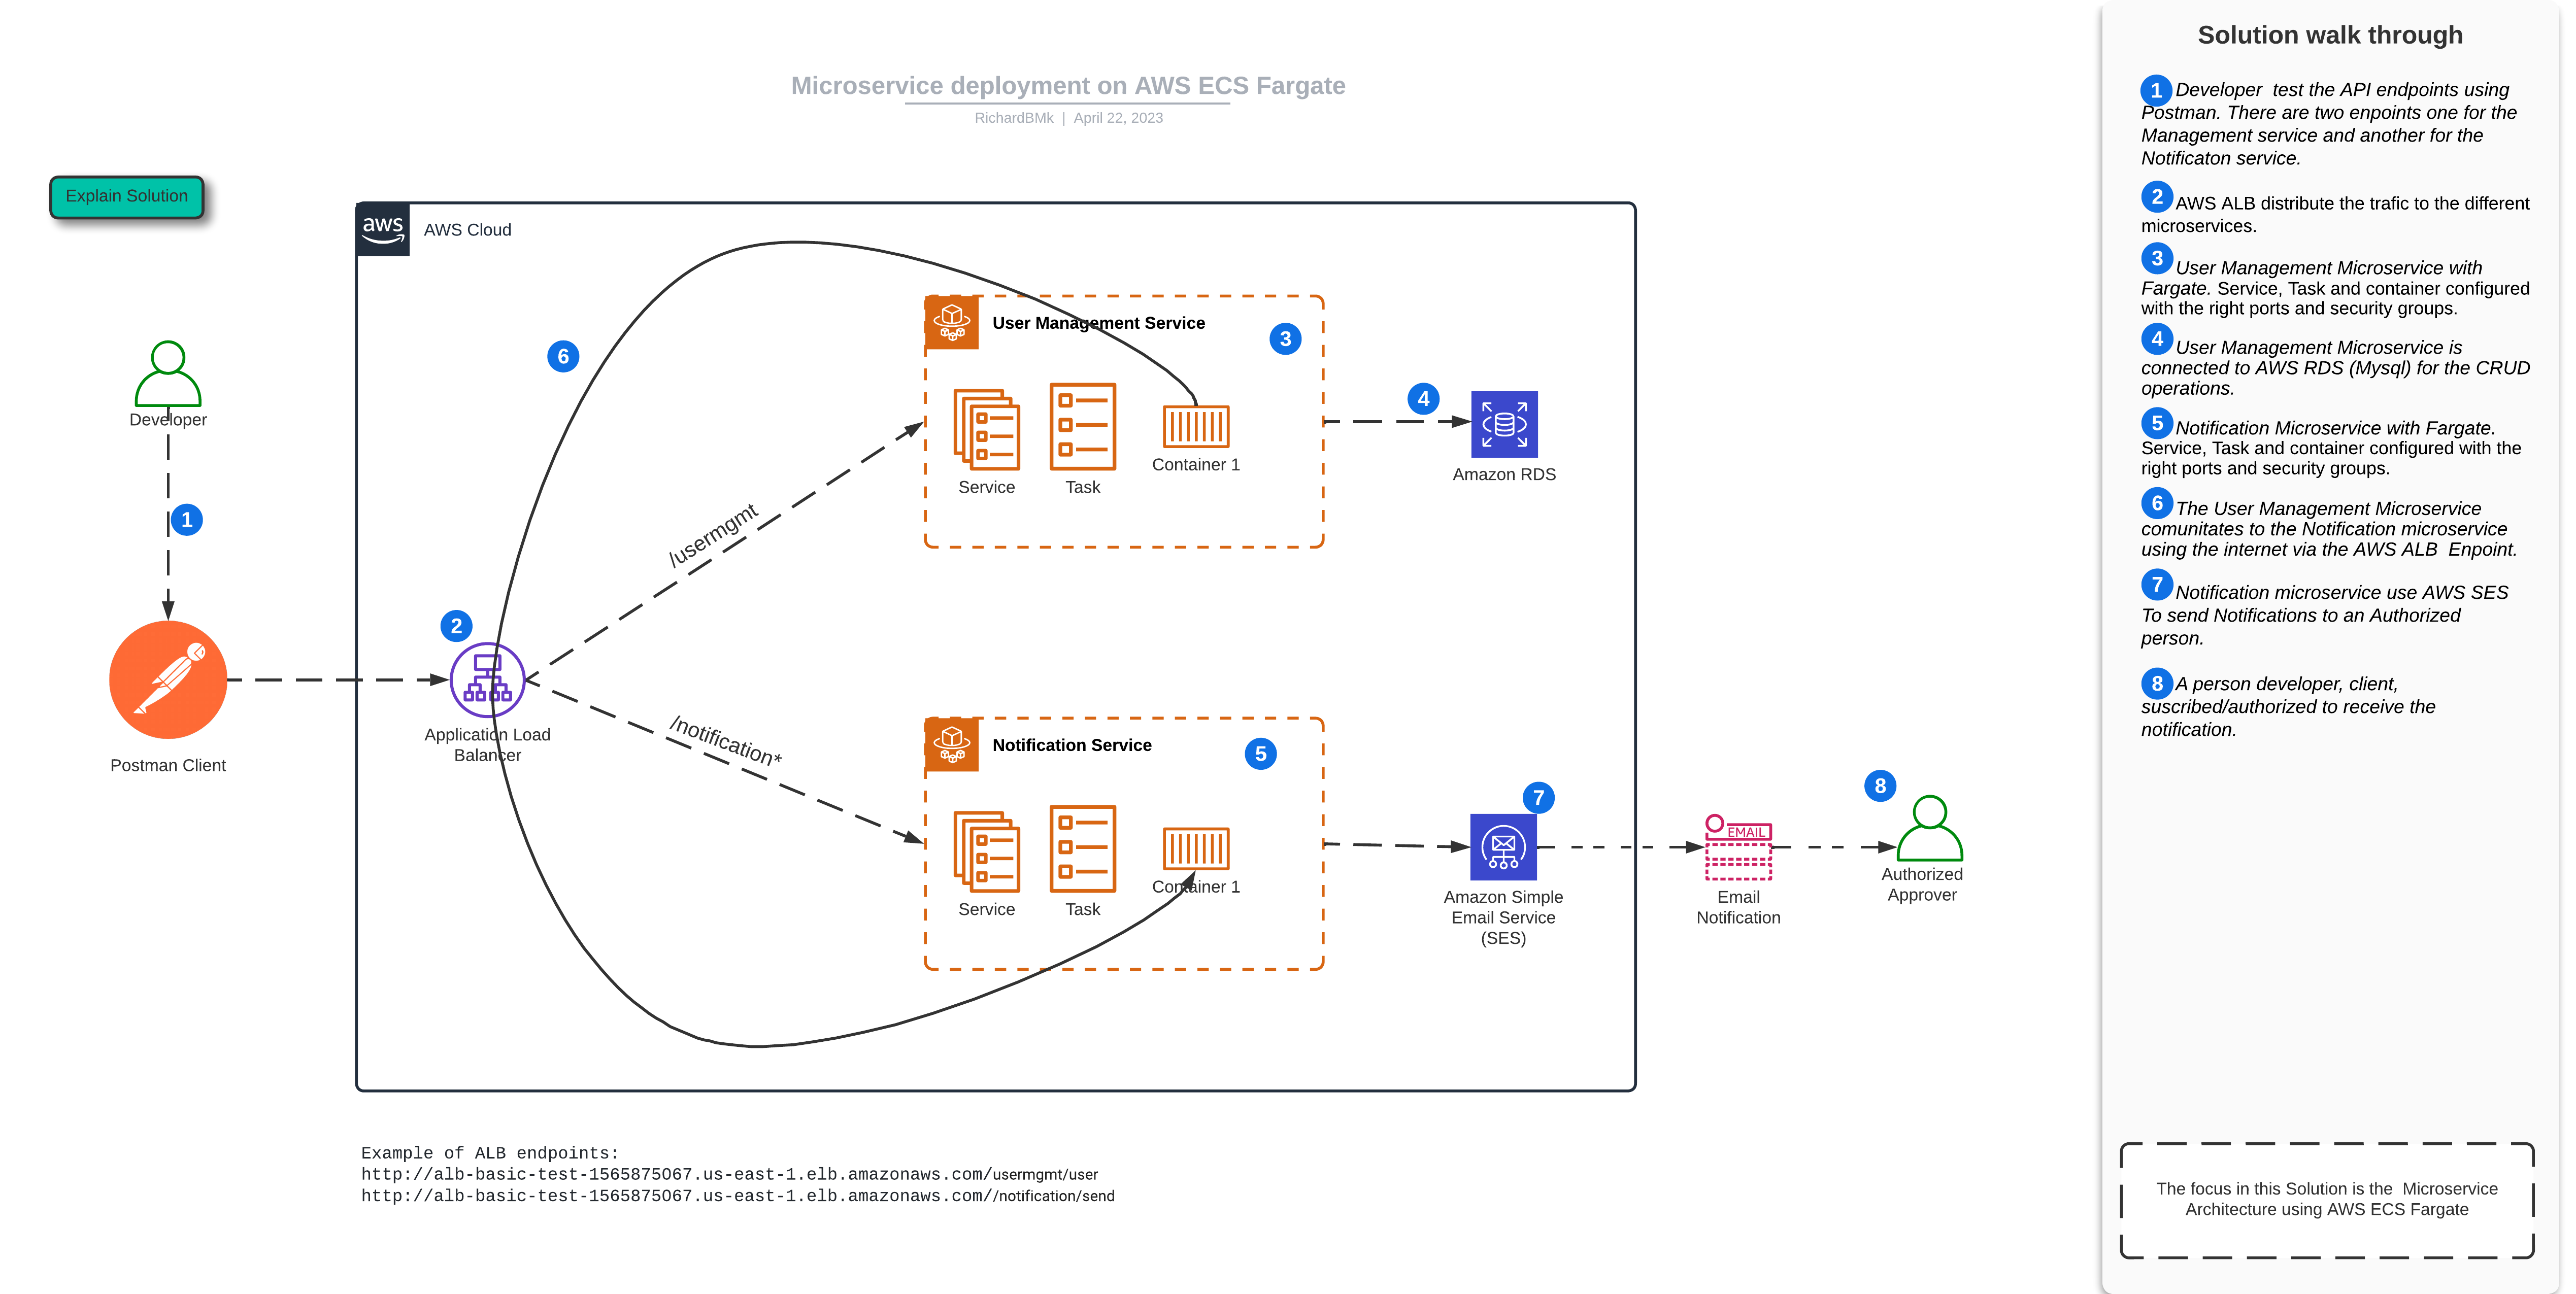 Microservice deployment on AWS ECS Fargate
RichardBMk | April 22, 2023
Explain Solution
aws
AWS Cloud
6
User Management Service
3
Service
Task
Container 1
4
Amazon RDS
Developer
1
/usermgmt
2
Application Load
Balancer
Postman Client
/notification*
Notification Service
5
Service
Task
Container 1
7
Amazon Simple
Email Service
(SES)
EMAIL
Email
Notification
8
Authorized
Approver
Example of ALB endpoints:
http://alb-basic-test-1565875067.us-east-1.elb.amazonaws.com/usermgmt/user
http://alb-basic-test-1565875067.us-east-1.elb.amazonaws.com//notification/send
Solution walk through
1 Developer test the API endpoints using
Postman. There are two enpoints one for the
Management service and another for the
Notificaton service.
2 AWS ALB distribute the trafic to the different
microservices.
3 User Management Microservice with
Fargate. Service, Task and container configured
with the right ports and security groups.
4 User Management Microservice is
connected to AWS RDS (Mysql) for the CRUD
operations.
5 Notification Microservice with Fargate.
Service, Task and container configured with the
right ports and security groups.
6 The User Management Microservice
comunitates to the Notification microservice
using the internet via the AWS ALB Enpoint.
7 Notification microservice use AWS SES
To send Notifications to an Authorized
person.
8 A person developer, client,
suscribed/authorized to receive the
notification.
The focus in this Solution is the Microservice
Architecture using AWS ECS Fargate